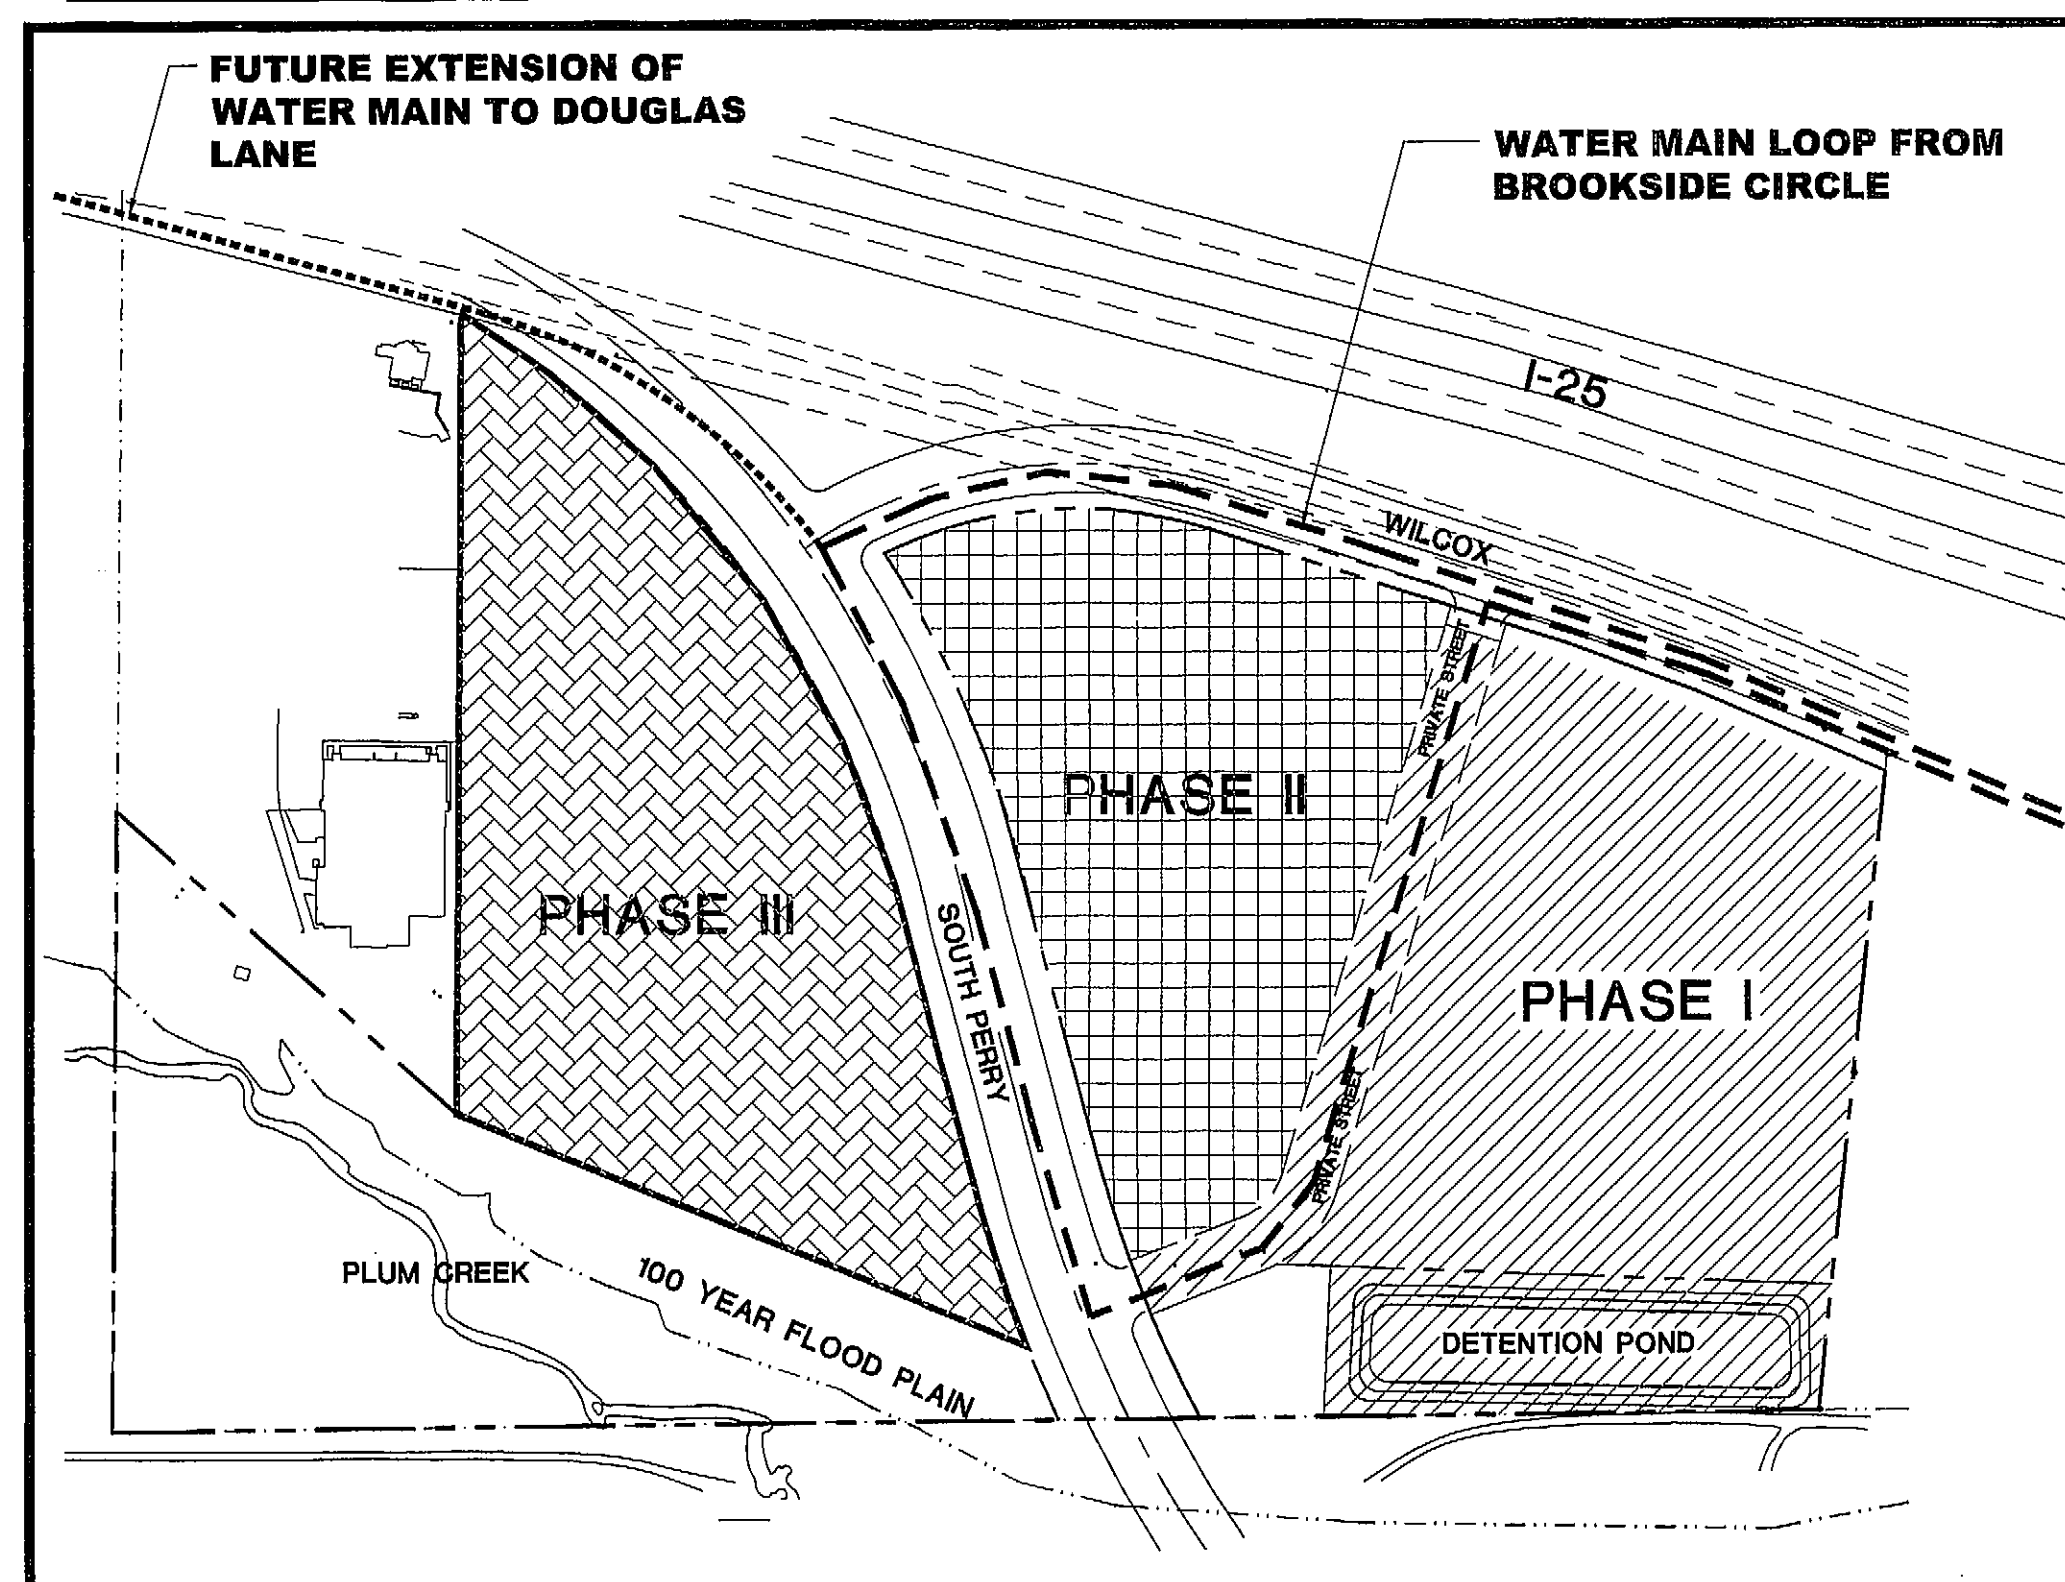 FUTURE EXTENSION OF
WATER MAIN TO DOUGLAS
LANE
WATER MAIN LOOP FROM
BROOKSIDE CIRCLE
I-25
WILCOX
PRIVATE STREET
PHASE II
PHASE III
SOUTH PERRY
PHASE I
PRIVATE STREET
PLUM CREEK
100 YEAR FLOOD PLAIN
DETENTION POND